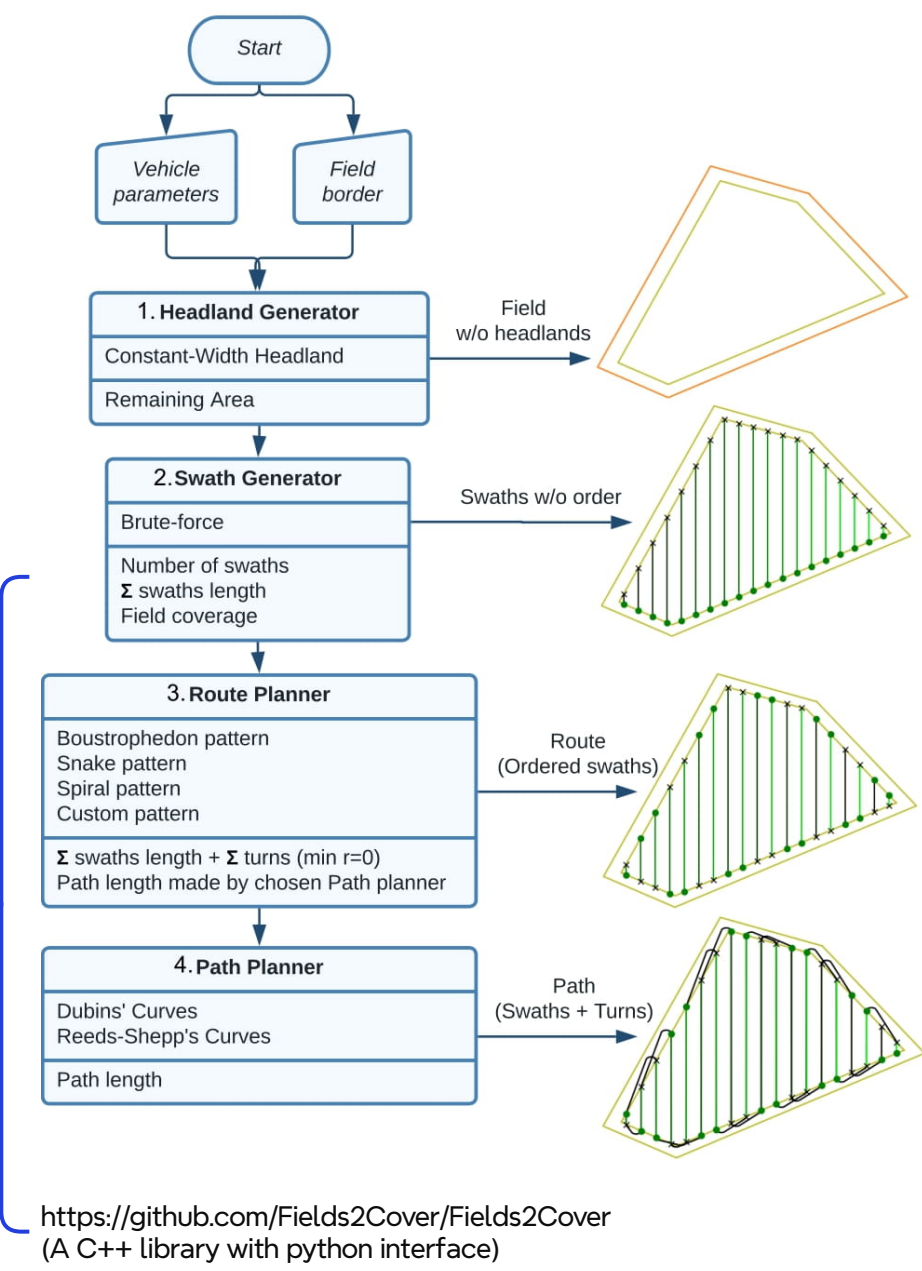 Start
Vehicle
parameters
Field
border
1. Headland Generator
Constant-Width Headland
Remaining Area
Field
w/o headlands
2. Swath Generator
Brute-force
Number of swaths
Σ swaths length
Field coverage
Swaths w/o order
3. Route Planner
Boustrophedon pattern
Snake pattern
Spiral pattern
Custom pattern
Σ swaths length + Σ turns (min r=0)
Path length made by chosen Path planner
Route
(Ordered swaths)
4. Path Planner
Dubins' Curves
Reeds-Shepp's Curves
Path length
Path
(Swaths + Turns)
https://github.com/Fields2Cover/Fields2Cover
(A C++ library with python interface)